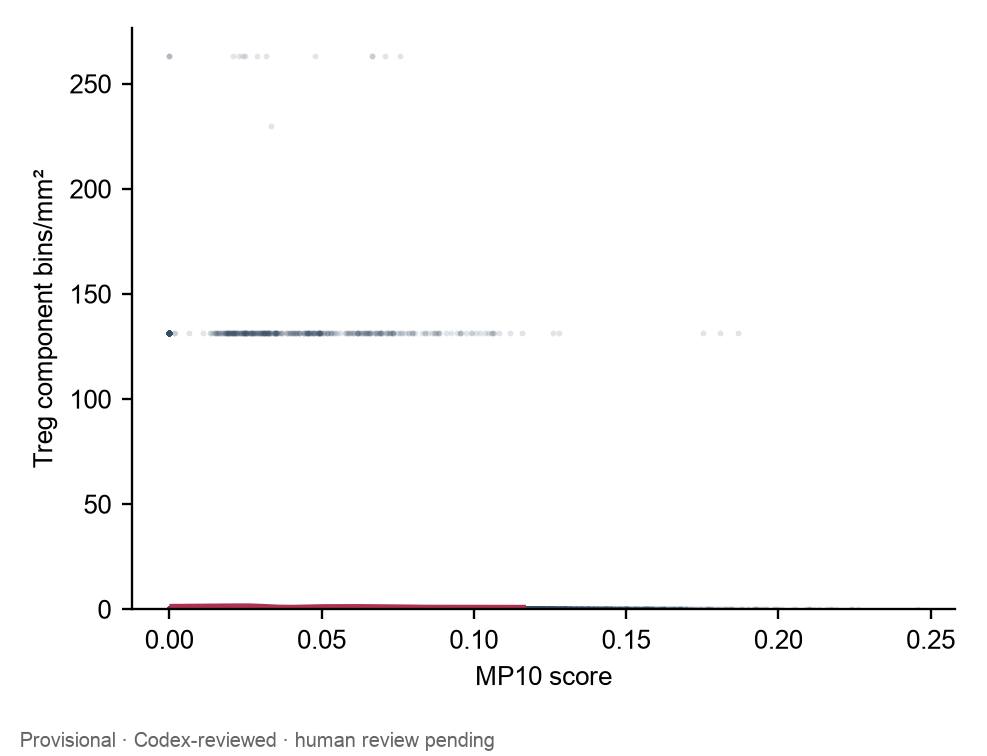 250
200
150
100
50
0
Treg component bins/mm²
0.00 0.05 0.10 0.15 0.20 0.25
MP10 score
Provisional · Codex-reviewed · human review pending